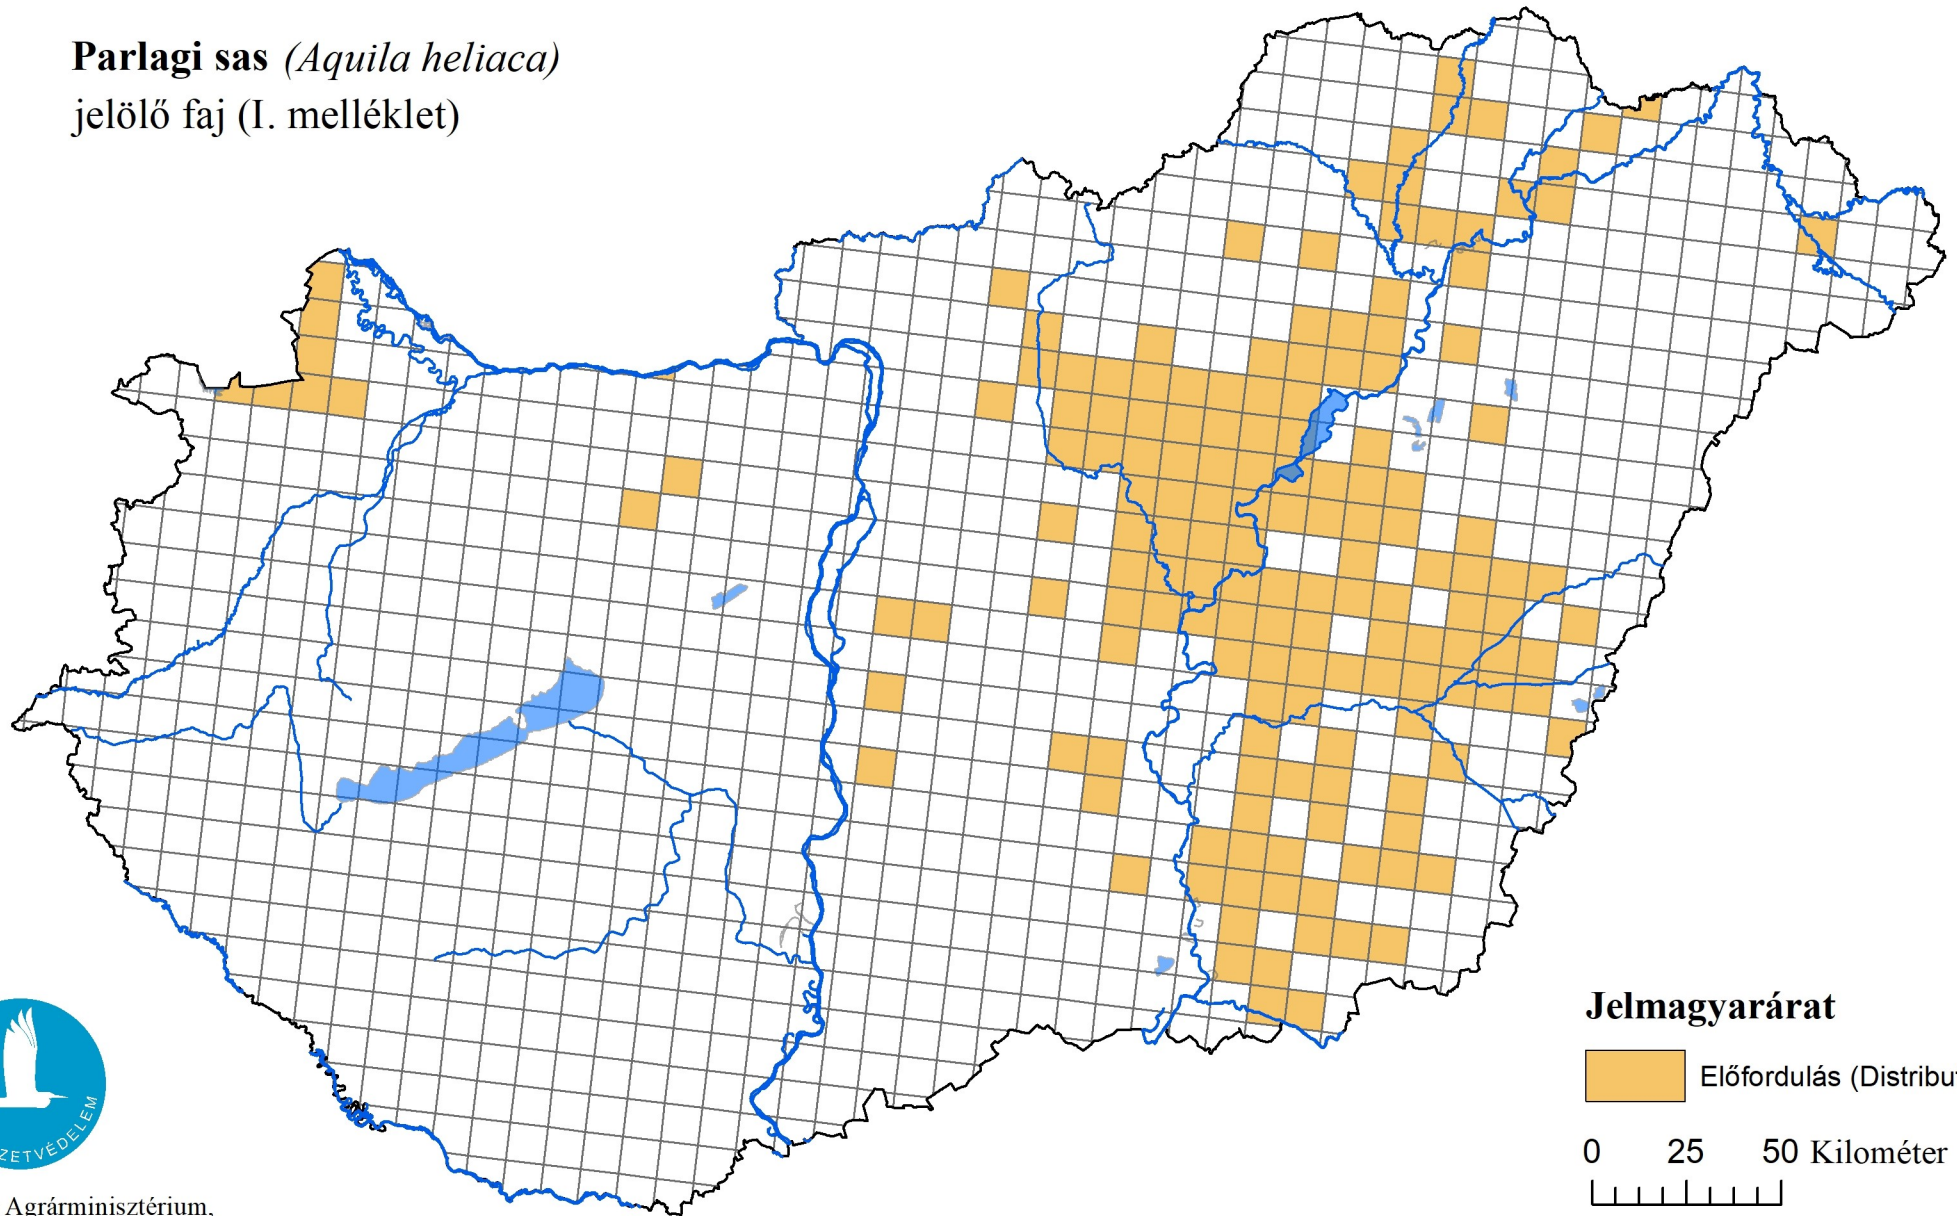 Parlagi sas (Aquila heliaca)
jelölő faj (I. melléklet)
Jelmagyarárat
Előfordulás (Distribu
0 25 50 Kilométer
ZETVÉDELEM
Agrárminisztérium,